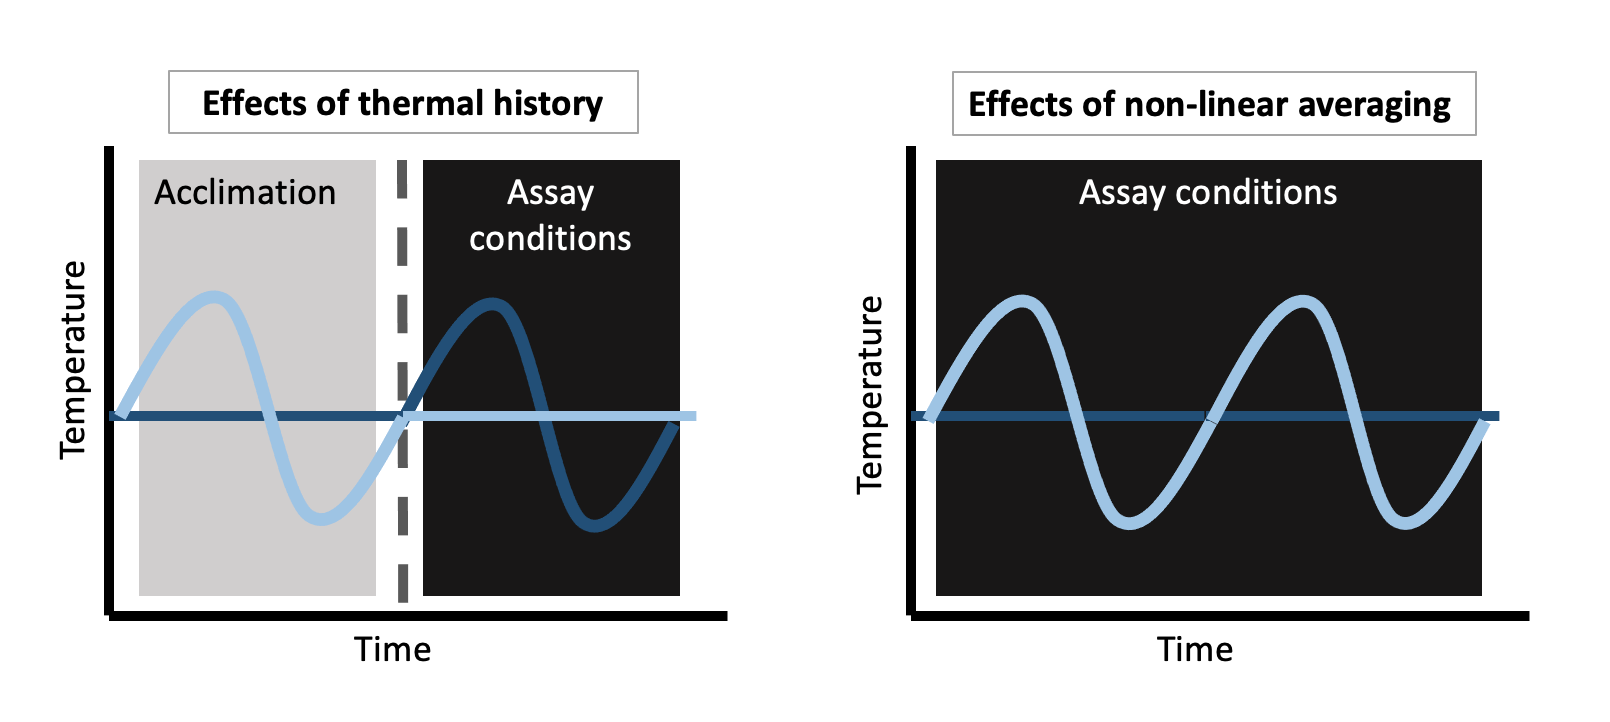 Effects of thermal history
Acclimation
Assay
conditions
Temperature
Time
Effects of non-linear averaging
Assay conditions
Temperature
Time